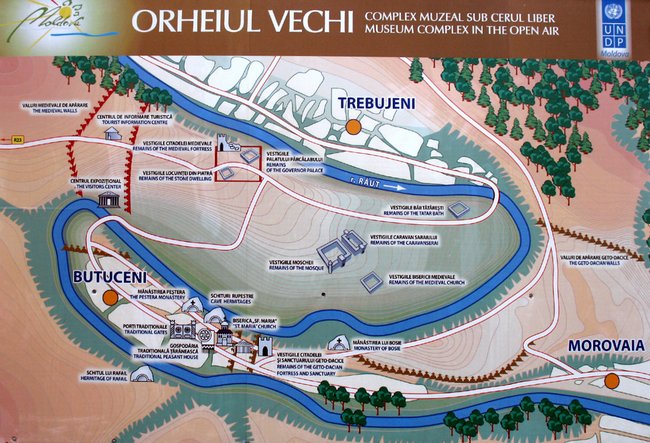 Moldova
ORHEIUL VECHI
COMPLEX MUZEAL SUB CERUL LIBER
MUSEUM COMPLEX IN THE OPEN AIR
U N
D P
Moldova
VALURI MEDIEVALE DE APĂRARE
THE MEDIEVAL WALLS
CENTRUL DE INFORMARE TURISTICĂ
TOURIST INFORMATION CENTRE
TREBUJENI
R23
VESTIGIILE CITADELEI MEDIEVALE
REMAINS OF THE MEDIEVAL FORTRESS
VESTIGIILE
PALATULUI PÂRCĂLABULUI
REMAINS
OF THE GOVERNOR PALACE
VESTIGIILE LOCUINȚEI DIN PIATRĂ
REMAINS OF THE STONE DWELLING
CENTRUL EXPOZIȚIONAL
THE VISITORS CENTER
r. RĂUT
VESTIGIILE BĂII TĂTĂREȘTI
REMAINS OF THE TATAR BATH
VESTIGIILE CARAVAN SARAIULUI
REMAINS OF THE CARAVANSERAI
VESTIGIILE MOSCHEII
REMAINS OF THE MOSQUE
VALURI DE APĂRARE GETO-DACICE
THE GETO-DACIAN WALLS
VESTIGIILE BISERICII MEDIEVALE
REMAINS OF THE MEDIEVAL CHURCH
BUTUCENI
MĂNĂSTIREA PEȘTERA
THE PESTERA MONASTERY
SCHITURI RUPESTRE
CAVE HERMITAGES
BISERICA „SF. MARIA"
"ST. MARIA" CHURCH
PORȚI TRADIȚIONALE
TRADITIONAL GATES
GOSPODĂRIA
TRADIȚIONALĂ ȚĂRĂNEASCĂ
TRADITIONAL PEASANT HOUSE
MĂNĂSTIREA LUI BOSIE
MONASTERY OF BOSIE
MOROVAIA
VESTIGIILE CITADELEI
ȘI SANCTUARULUI GETO-DACICE
REMAINS OF THE GETO-DACIAN
FORTRESS AND SANCTUARY
SCHITUL LUI RAFAIL
HERMITAGE OF RAFAIL